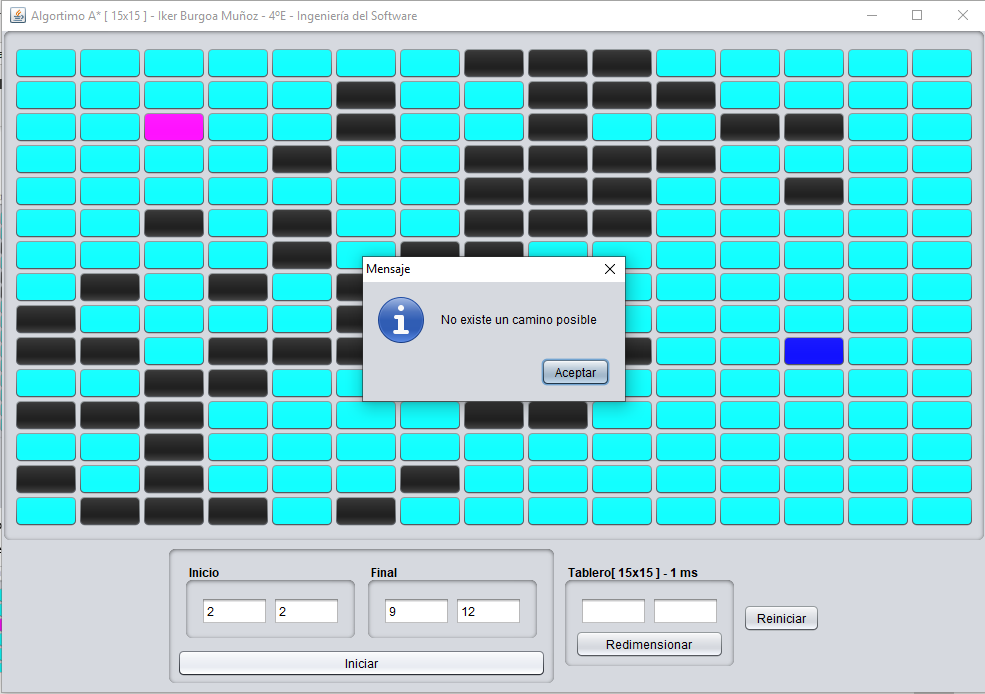 Algortimo A* [ 15x15 ] - Iker Burgoa Muñoz - 4ºE - Ingeniería del Software
Mensaje
No existe un camino posible
Aceptar
Inicio
Final
Tablero[ 15x15 ] - 1 ms
2
2
9
12
Reiniciar
Redimensionar
Iniciar